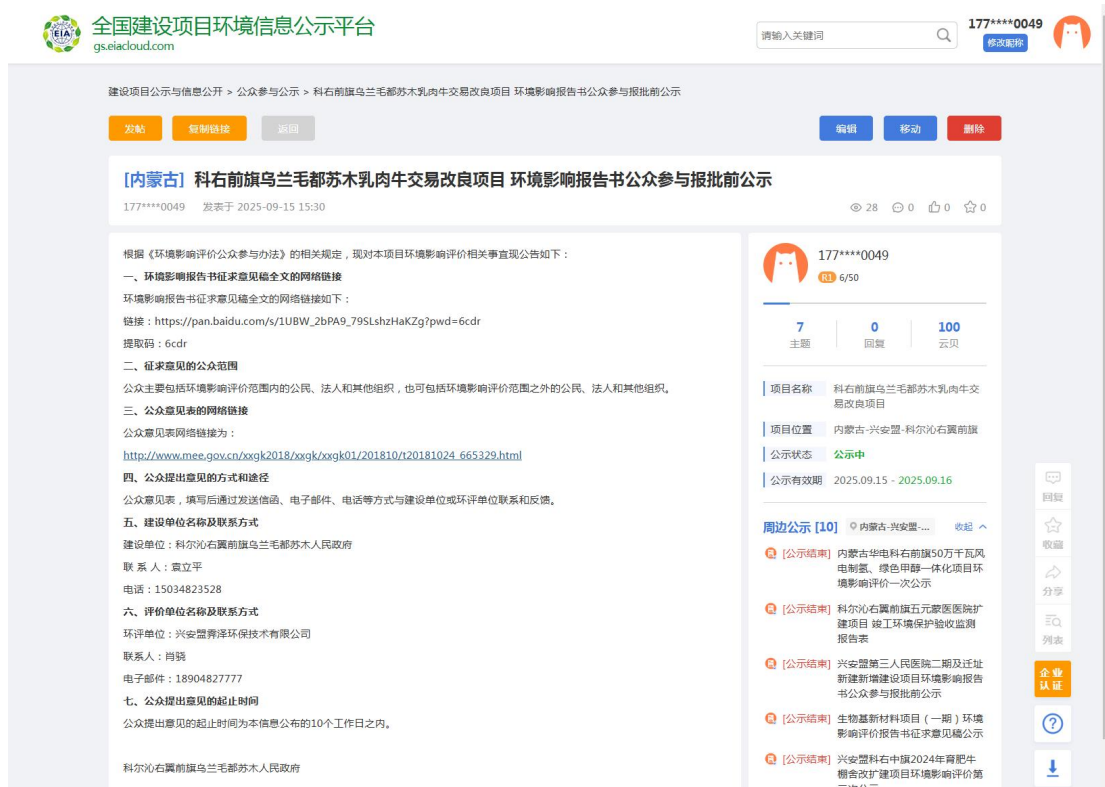 全国建设项目环境信息公示平台
gs.eiacloud.com
请输入关键词
177****0049
修改昵称
建设项目公示与信息公开 > 公众参与公示 > 科右前旗乌兰毛都苏木乳肉牛交易改良项目 环境影响报告书公众参与报批前公示
发帖
复制链接
返回
编辑
移动
删除
[内蒙古] 科右前旗乌兰毛都苏木乳肉牛交易改良项目 环境影响报告书公众参与报批前公示
177****0049 发表于 2025-09-15 15:30
28 0 0 0
根据《环境影响评价公众参与办法》的相关规定，现对本项目环境影响评价相关事宜现公告如下：
一、环境影响报告书征求意见稿全文的网络链接
环境影响报告书征求意见稿全文的网络链接如下：
链接：https://pan.baidu.com/s/1UBW_2bPA9_79SLshzHaKZg?pwd=6cdr
提取码：6cdr
二、征求意见的公众范围
公众主要包括环境影响评价范围内的公民、法人和其他组织，也可包括环境影响评价范围之外的公民、法人和其他组织。
三、公众意见表的网络链接
公众意见表网络链接为：
http://www.mee.gov.cn/xxgk2018/xxgk/xxgk01/201810/t20181024_665329.html
四、公众提出意见的方式和途径
公众意见表，填写后通过发送信函、电子邮件、电话等方式与建设单位或环评单位联系和反馈。
五、建设单位名称及联系方式
建设单位：科尔沁右翼前旗乌兰毛都苏木人民政府
联 系 人：袁立平
电话：15034823528
六、评价单位名称及联系方式
环评单位：兴安盟霁泽环保技术有限公司
联系人：肖骁
电子邮件：18904827777
七、公众提出意见的起止时间
公众提出意见的起止时间为本信息公布的10个工作日之内。
科尔沁右翼前旗乌兰毛都苏木人民政府
177****0049
R1 6/50
7
主题
0
回复
100
云贝
项目名称 科右前旗乌兰毛都苏木乳肉牛交
易改良项目
项目位置 内蒙古-兴安盟-科尔沁右翼前旗
公示状态 公示中
公示有效期 2025.09.15 - 2025.09.16
周边公示 [10] 内蒙古-兴安盟-... 收起
[公示结束] 内蒙古华电科右前旗50万千瓦风
电制氢、绿色甲醇一体化项目环
境影响评价一次公示
[公示结束] 科尔沁右翼前旗五元蒙医医院扩
建项目 竣工环境保护验收监测
报告表
[公示结束] 兴安盟第三人民医院二期及迁址
新建新增建设项目环境影响报告
书公众参与报批前公示
[公示结束] 生物基新材料项目（一期）环境
影响评价报告书征求意见稿公示
[公示结束] 兴安盟科右中旗2024年育肥牛
棚舍改扩建项目环境影响评价第
回复
收藏
分享
列表
企业
认证